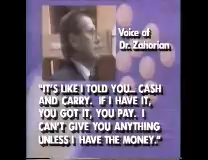 Voice of
Dr. Zahorian
"IT'S LIKE I TOLD YOU... CASH
AND CARRY. IF I HAVE IT,
YOU GOT IT, YOU PAY. I
CAN'T GIVE YOU ANYTHING
UNLESS I HAVE THE MONEY."